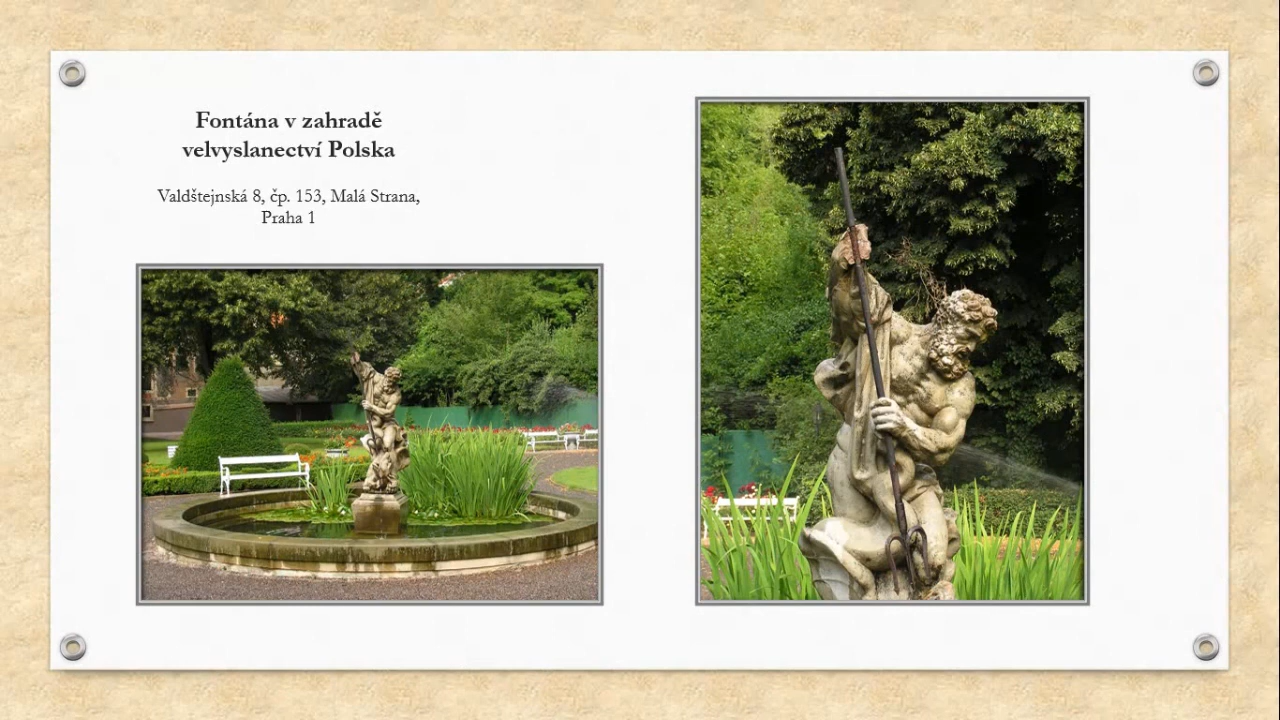 Fontána v zahradě
velvyslanectví Polska
Valdštejnská 8, čp. 153, Malá Strana,
Praha 1